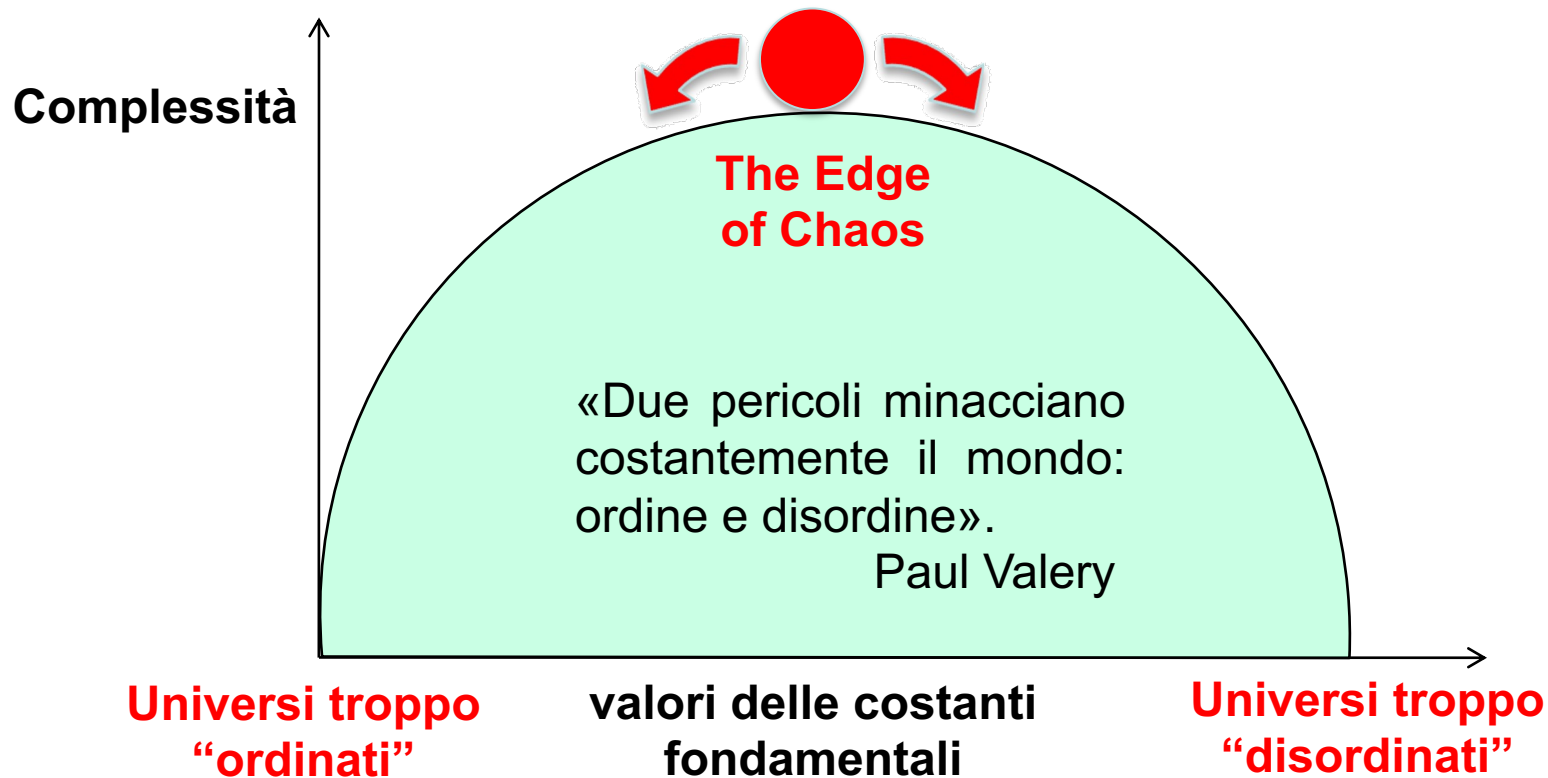 Complessità
The Edge
of Chaos
«Due pericoli minacciano
costantemente il mondo:
ordine e disordine».
Paul Valery
Universi troppo
“ordinati”
valori delle costanti
fondamentali
Universi troppo
“disordinati”